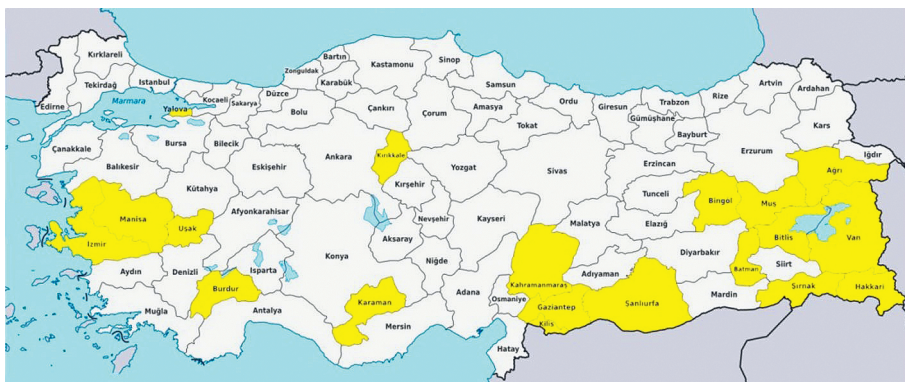 Kırklareli
Edirne
Tekirdağ
Istanbul
Marmara
Yalova
Kocaeli
Sakarya
Düzce
Zonguldak
Bartın
Karabük
Kastamonu
Sinop
Bolu
Çankırı
Çorum
Samsun
Amasya
Tokat
Ordu
Giresun
Trabzon
Gümüşhane
Rize
Bayburt
Artvin
Ardahan
Kars
Iğdır
Çanakkale
Balıkesir
Bursa
Bilecik
Eskişehir
Kütahya
Ankara
Kırıkkale
Kırşehir
Yozgat
Sivas
Erzincan
Erzurum
Ağrı
Tunceli
Bingol
Muş
Manisa
Izmir
Uşak
Afyonkarahisar
Konya
Aksaray
Nevşehir
Kayseri
Niğde
Malatya
Elazığ
Diyarbakır
Bitlis
Van
Batman
Siirt
Şırnak
Hakkari
Aydın
Denizli
Isparta
Burdur
Muğla
Antalya
Karaman
Mersin
Adana
Osmaniye
Kahramanmaraş
Adıyaman
Gaziantep
Kilis
Şanlıurfa
Mardin
Hatay